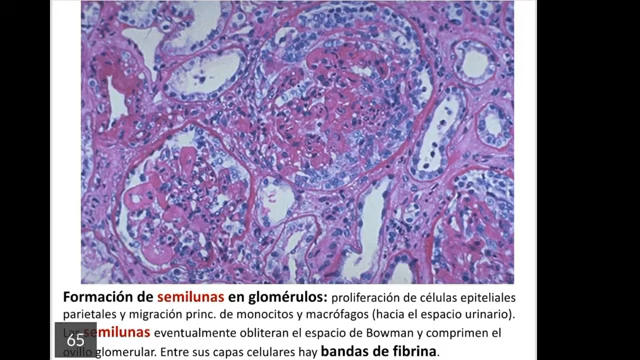 Formación de semilunas en glomérulos: proliferación de células epiteliales
parietales y migración princ. de monocitos y macrófagos (hacia el espacio urinario).
semilunas eventualmente obliteran el espacio de Bowman y comprimen el
ovillo glomerular. Entre sus capas celulares hay bandas de fibrina.
65